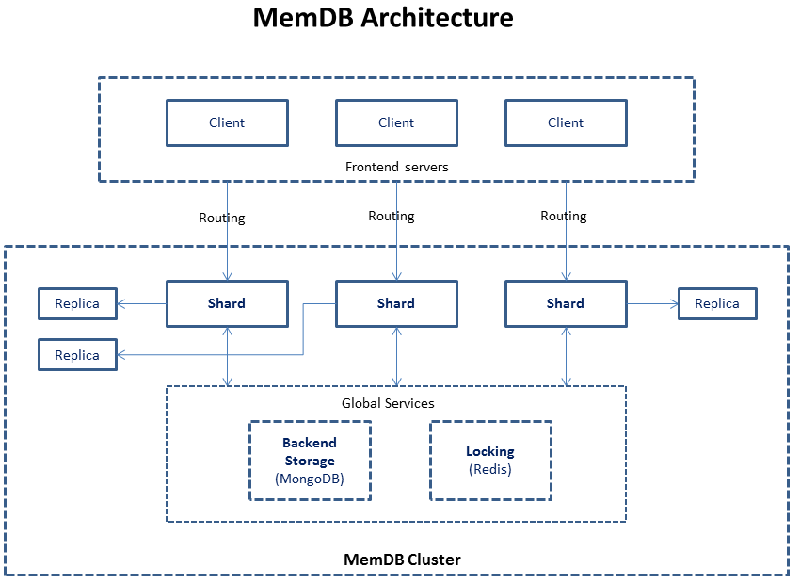 MemDB Architecture
Client
Client
Client
Frontend servers
Routing
Routing
Routing
Replica
Shard
Shard
Shard
Replica
Replica
Global Services
Backend
Storage
(MongoDB)
Locking
(Redis)
MemDB Cluster